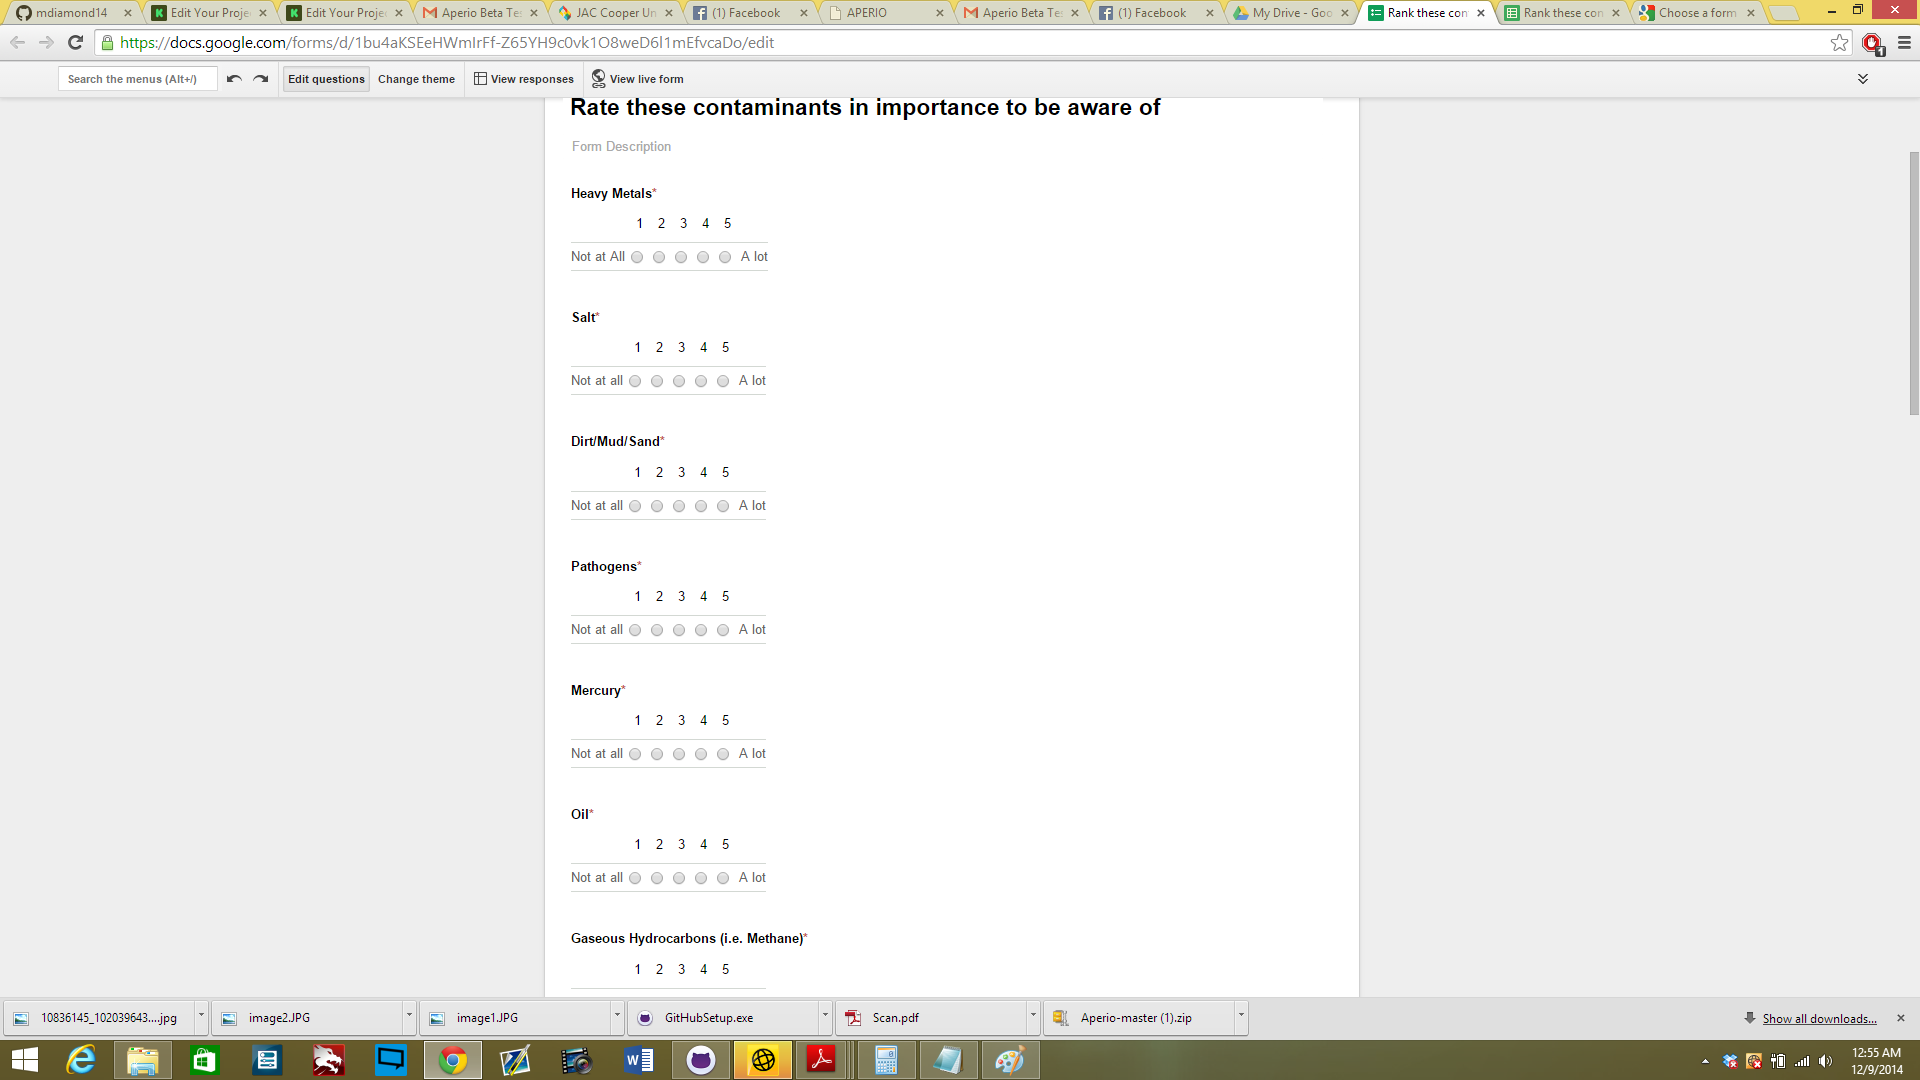 mdiamond14
Edit Your Proje
Edit Your Proje
Aperio Beta Te
JAC Cooper Un
(1) Facebook
APERIO
Aperio Beta Te
(1) Facebook
My Drive - Goo
Rank these con
Rank these con
Choose a form
https://docs.google.com/forms/d/1bu4aKSEeHWmIrFf-Z65YH9c0vk1O8weD6l1mEfvcaDo/edit
1
Search the menus (Alt+/)
Edit questions
Change theme
View responses
View live form
Rate these contaminants in importance to be aware of
Form Description
Heavy Metals*
1 2 3 4 5
Not at All A lot
Salt*
1 2 3 4 5
Not at all A lot
Dirt/Mud/Sand*
1 2 3 4 5
Not at all A lot
Pathogens*
1 2 3 4 5
Not at all A lot
Mercury*
1 2 3 4 5
Not at all A lot
Oil*
1 2 3 4 5
Not at all A lot
Gaseous Hydrocarbons (i.e. Methane)*
1 2 3 4 5
10836145_102039643....jpg
image2.JPG
image1.JPG
GitHubSetup.exe
Scan.pdf
Aperio-master (1).zip
Show all downloads...
12:55 AM
12/9/2014